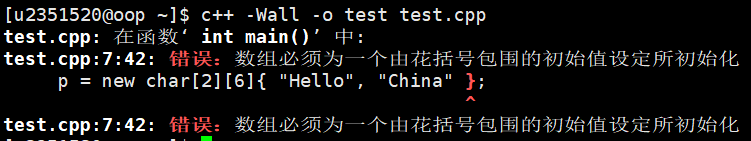 [u2351520@oop ~]$ c++ -Wall -o test test.cpp
test.cpp: 在函数‘ int main()’ 中:
test.cpp:7:42: 错误：数组必须为一个由花括号包围的初始值设定所初始化
p = new char[2][6]{ "Hello", "China" };
^
test.cpp:7:42: 错误：数组必须为一个由花括号包围的初始值设定所初始化